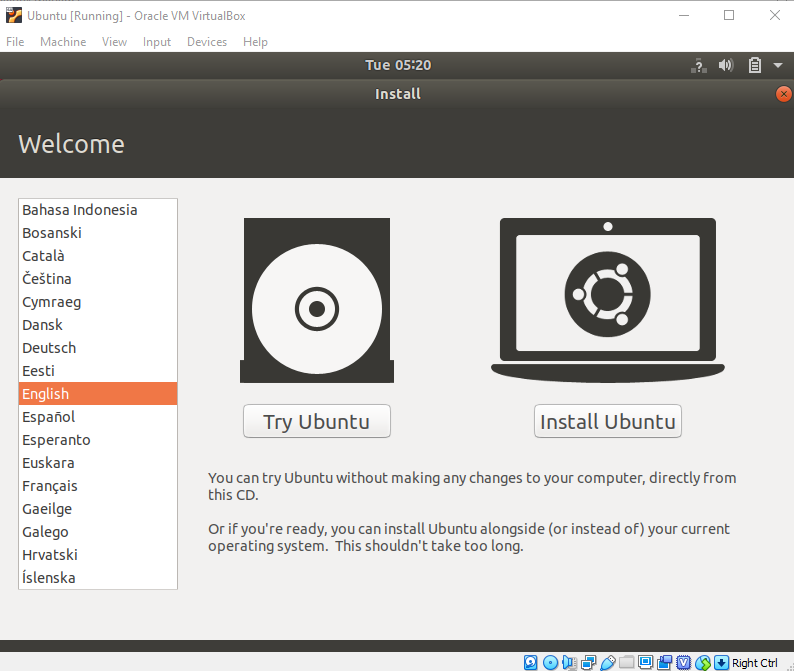 Ubuntu [Running] - Oracle VM VirtualBox
File Machine View Input Devices Help
Tue 05:20
Install
Welcome
Bahasa Indonesia
Bosanski
Català
Čeština
Cymraeg
Dansk
Deutsch
Eesti
English
Español
Esperanto
Euskara
Français
Gaeilge
Galego
Hrvatski
Íslenska
Try Ubuntu
Install Ubuntu
You can try Ubuntu without making any changes to your computer, directly from
this CD.
Or if you're ready, you can install Ubuntu alongside (or instead of) your current
operating system. This shouldn't take too long.
Right Ctrl